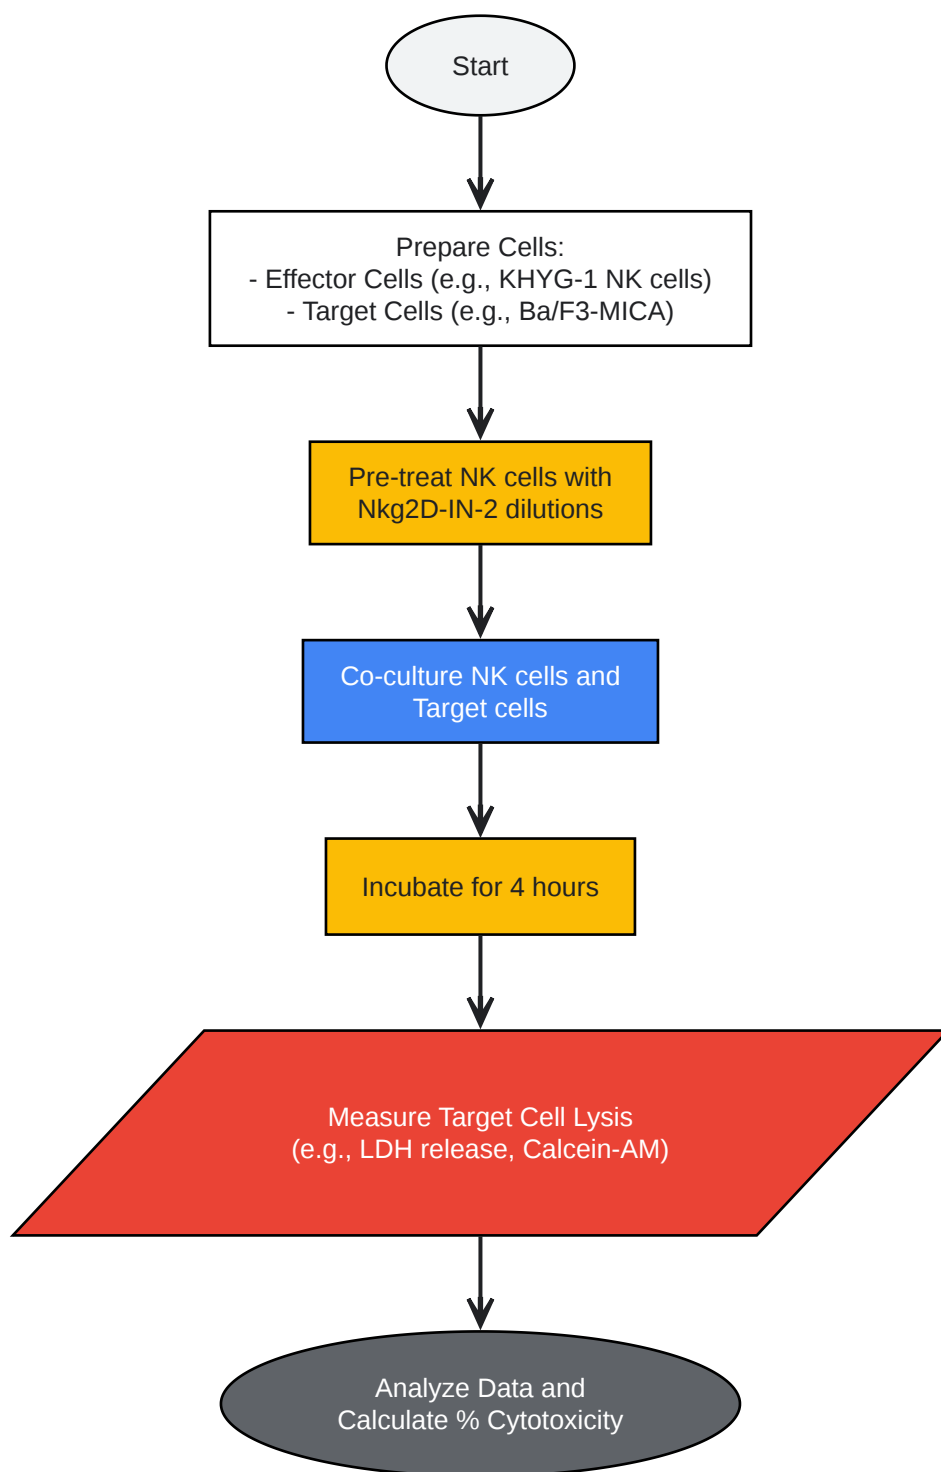 Start
Prepare Cells:
- Effector Cells (e.g., KHYG-1 NK cells)
- Target Cells (e.g., Ba/F3-MICA)
Pre-treat NK cells with
Nkg2D-IN-2 dilutions
Co-culture NK cells and
Target cells
Incubate for 4 hours
Measure Target Cell Lysis
(e.g., LDH release, Calcein-AM)
Analyze Data and
Calculate % Cytotoxicity